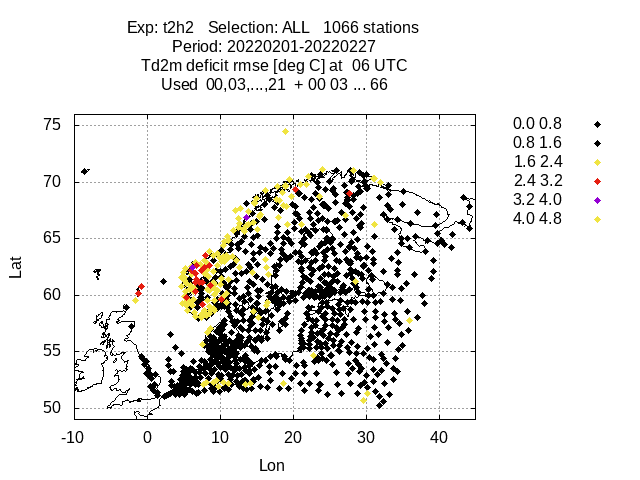 Exp: t2h2   Selection: ALL   1066 stations
Period: 20220201-20220227
Td2m deficit rmse [deg C] at  06 UTC
Used  00,03,...,21  + 00 03 ... 66
75
70
65
60
55
50
Lat
-10 0 10 20 30 40
Lon
0.0 0.8
0.8 1.6
1.6 2.4
2.4 3.2
3.2 4.0
4.0 4.8